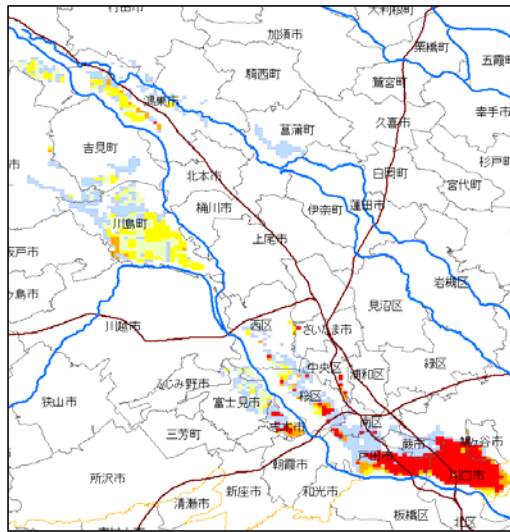 行田市
大利根町
加須市
栗橋町
五霞町
騎西町
鷲宮町
鴻巣市
幸手市
菖蒲町
久喜市
吉見町
杉戸町
北本市
白岡町
宮代町
桶川市
伊奈町
蓮田市
川島町
上尾市
坂戸市
岩槻区
見沼区
川越市
西区
さいたま市
緑区
中央区
浦和区
ふじみ野市
桜区
狭山市
富士見市
南区
三芳町
志木市
蕨市
鳩ヶ谷市
戸田市
朝霞市
川口市
所沢市
新座市
和光市
清瀬市
板橋区
北区